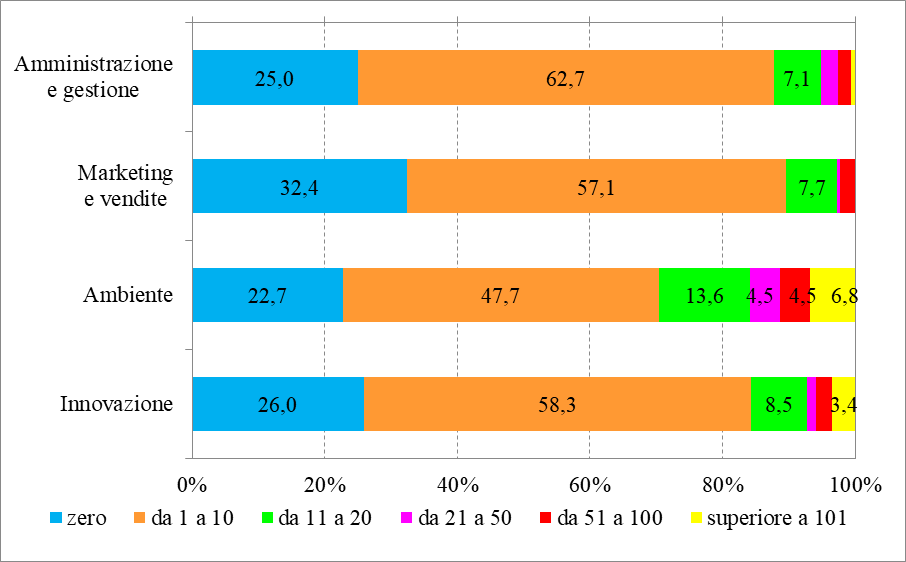 Amministrazione
e gestione
25,0 62,7 7,1
Marketing
e vendite
32,4 57,1 7,7
Ambiente
22,7 47,7 13,6 4,5 4,5 6,8
Innovazione
26,0 58,3 8,5 3,4
0% 20% 40% 60% 80% 100%
zero da 1 a 10 da 11 a 20 da 21 a 50 da 51 a 100 superiore a 101